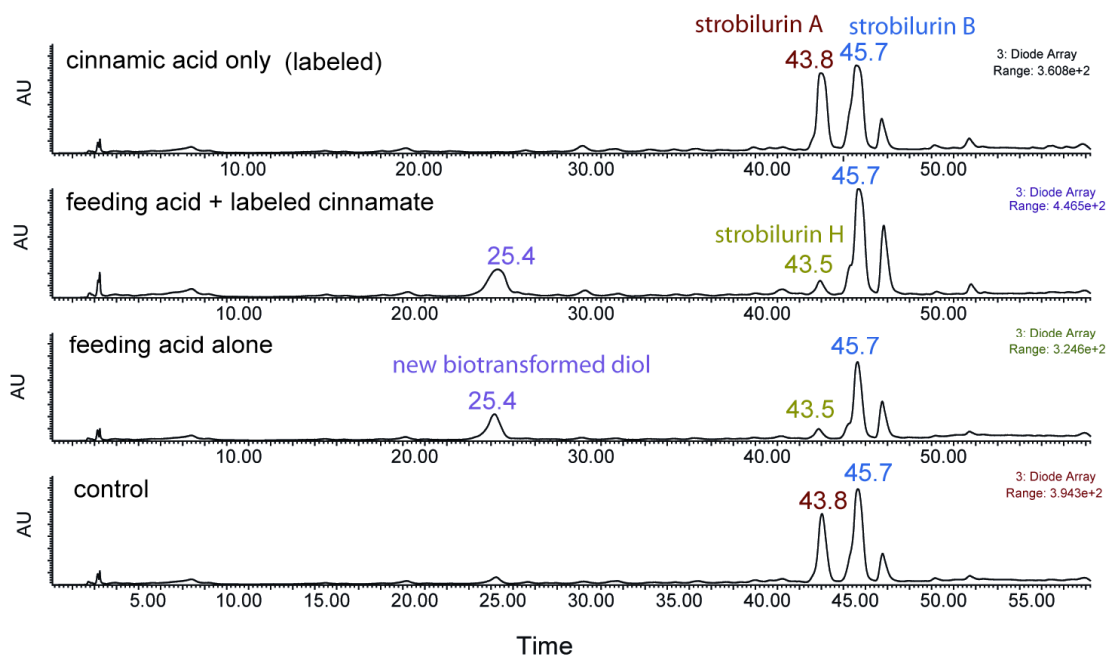 strobilurin A strobilurin B
cinnamic acid only (labeled)
43.8 45.7
3: Diode Array
Range: 3.608e+2
AU
10.00 20.00 30.00 40.00 50.00
feeding acid + labeled cinnamate
45.7
3: Diode Array
Range: 4.465e+2
strobilurin H
25.4
43.5
AU
10.00 20.00 30.00 40.00 50.00
feeding acid alone
45.7
3: Diode Array
Range: 3.246e+2
new biotransformed diol
25.4
43.5
AU
10.00 20.00 30.00 40.00 50.00
control
45.7
3: Diode Array
Range: 3.943e+2
43.8
AU
5.00 10.00 15.00 20.00 25.00 30.00 35.00 40.00 45.00 50.00 55.00
Time